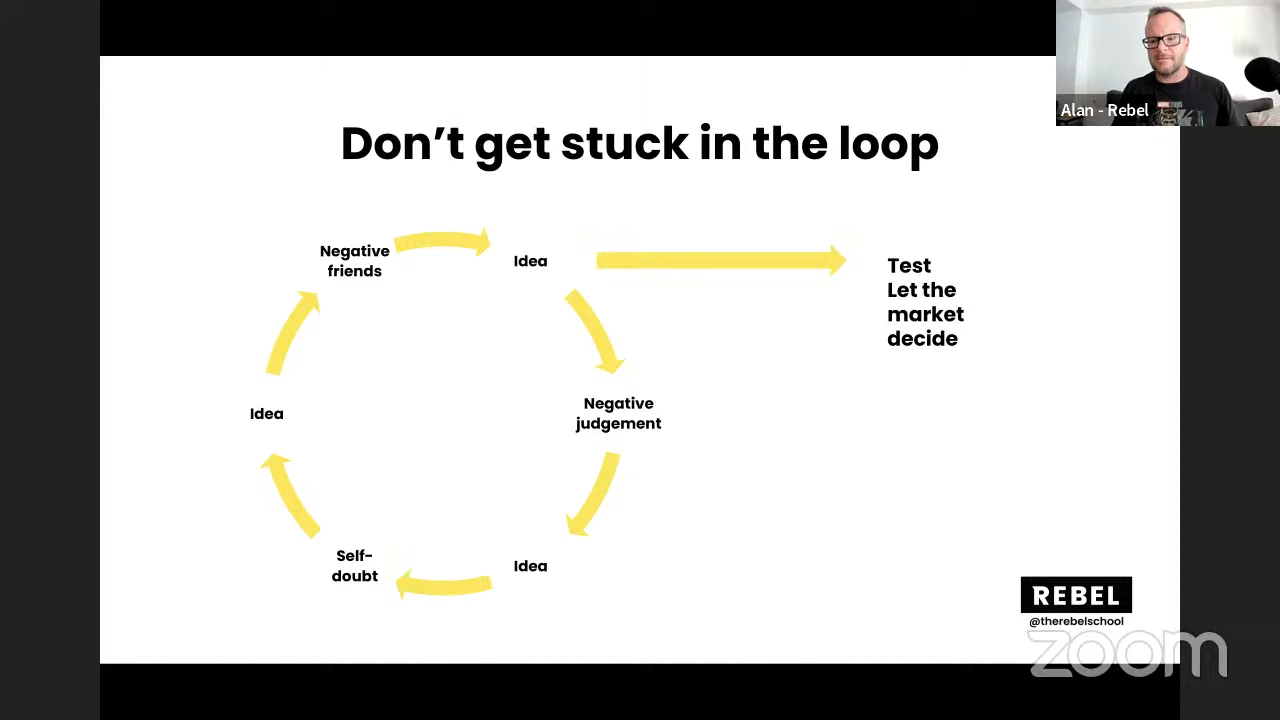 Alan - Rebel
Don’t get stuck in the loop
Negative
friends
Idea
Test
Let the
market
decide
Idea
Negative
judgement
Self-
doubt
Idea
REBEL
@therebelschool
zoom